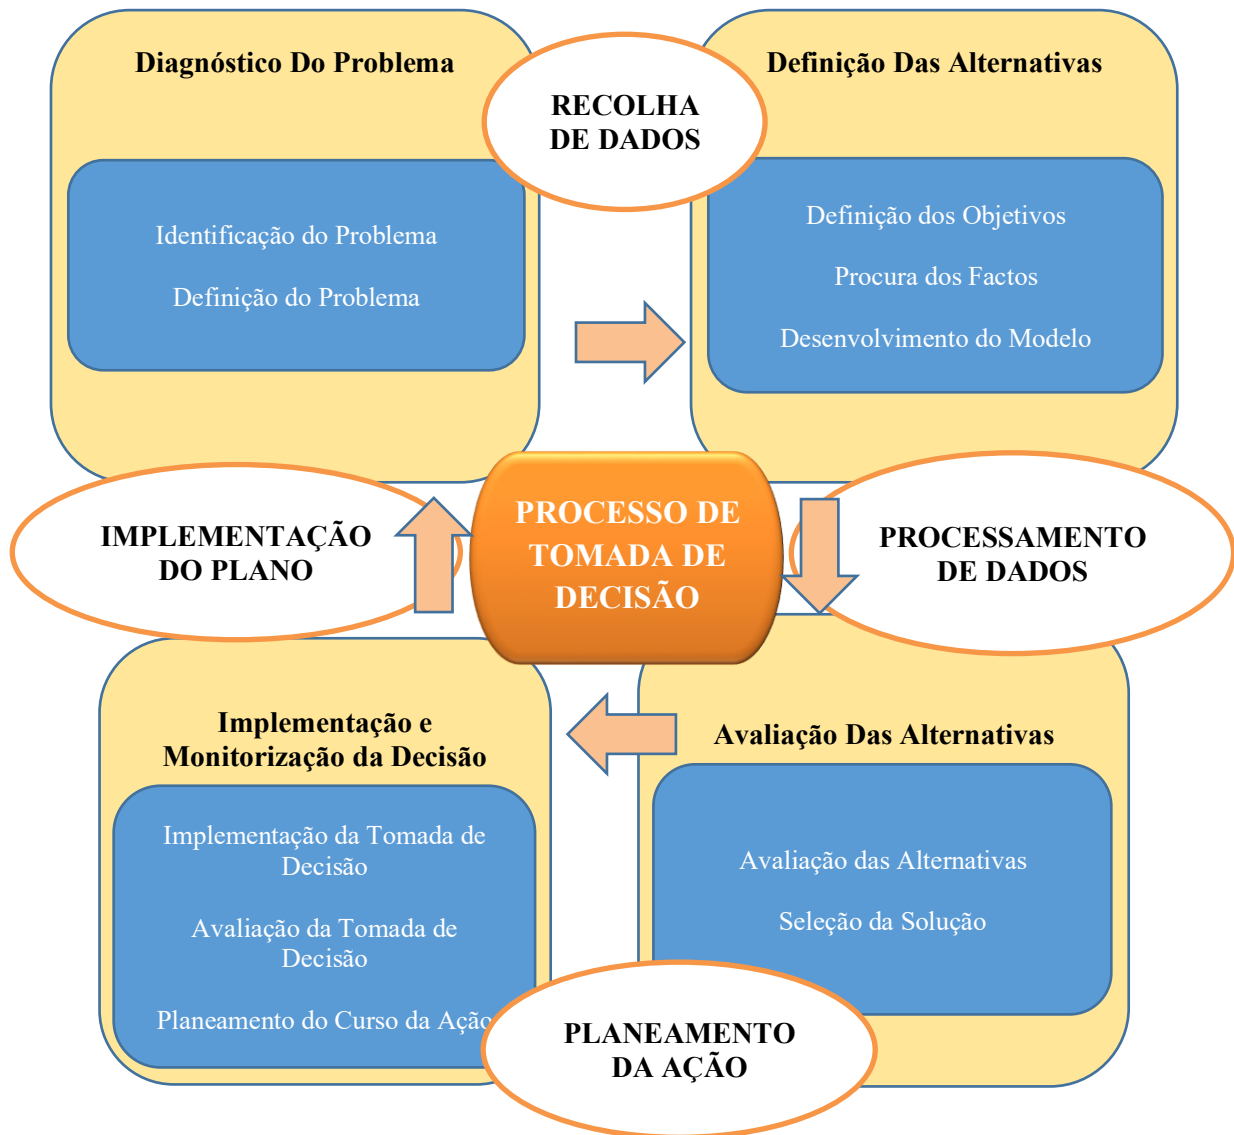 Diagnóstico Do Problema
RECOLHA
DE DADOS
Definição Das Alternativas
Identificação do Problema
Definição do Problema
Definição dos Objetivos
Procura dos Factos
Desenvolvimento do Modelo
IMPLEMENTAÇÃO
DO PLANO
PROCESSO DE
TOMADA DE
DECISÃO
PROCESSAMENTO
DE DADOS
Implementação e
Monitorização da Decisão
Implementação da Tomada de
Decisão
Avaliação da Tomada de
Decisão
Planeamento do Curso da Ação
Avaliação Das Alternativas
Avaliação das Alternativas
Seleção da Solução
PLANEAMENTO
DA AÇÃO